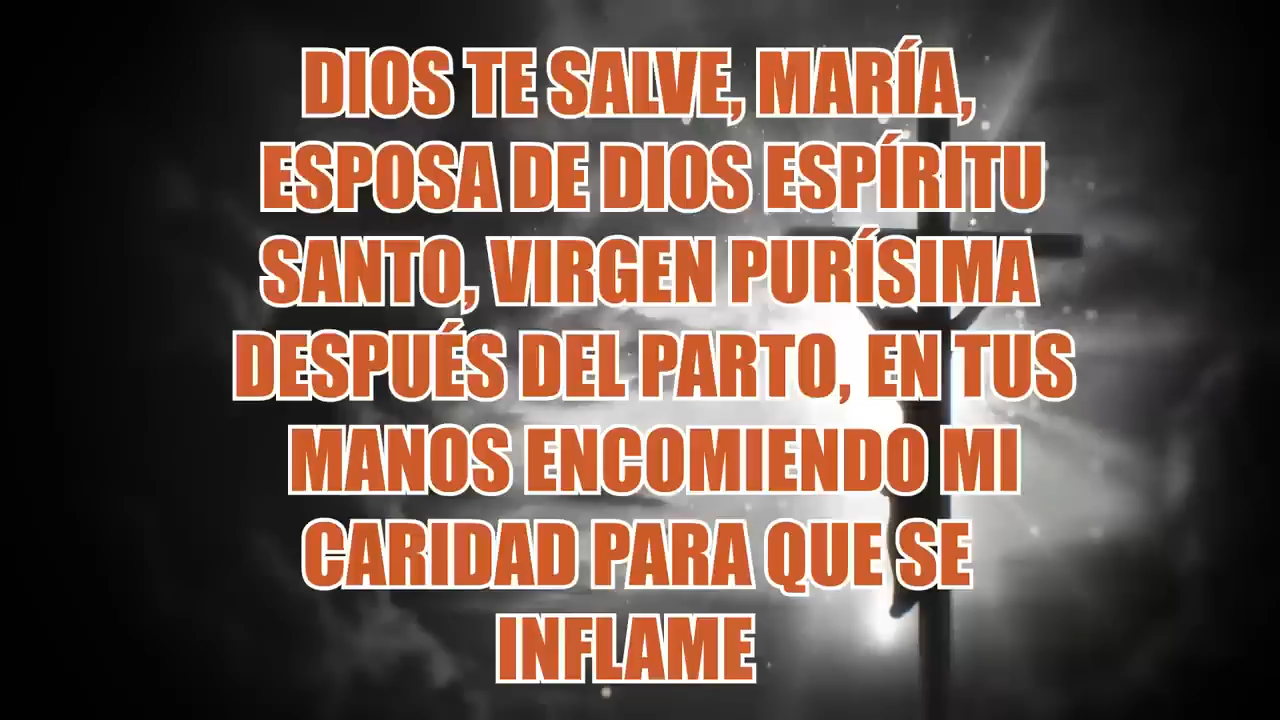 DIOS TE SALVE, MARÍA,
ESPOSA DE DIOS ESPÍRITU
SANTO, VIRGEN PURÍSIMA
DESPUÉS DEL PARTO, EN TUS
MANOS ENCOMIENDO MI
CARIDAD PARA QUE SE
INFLAME